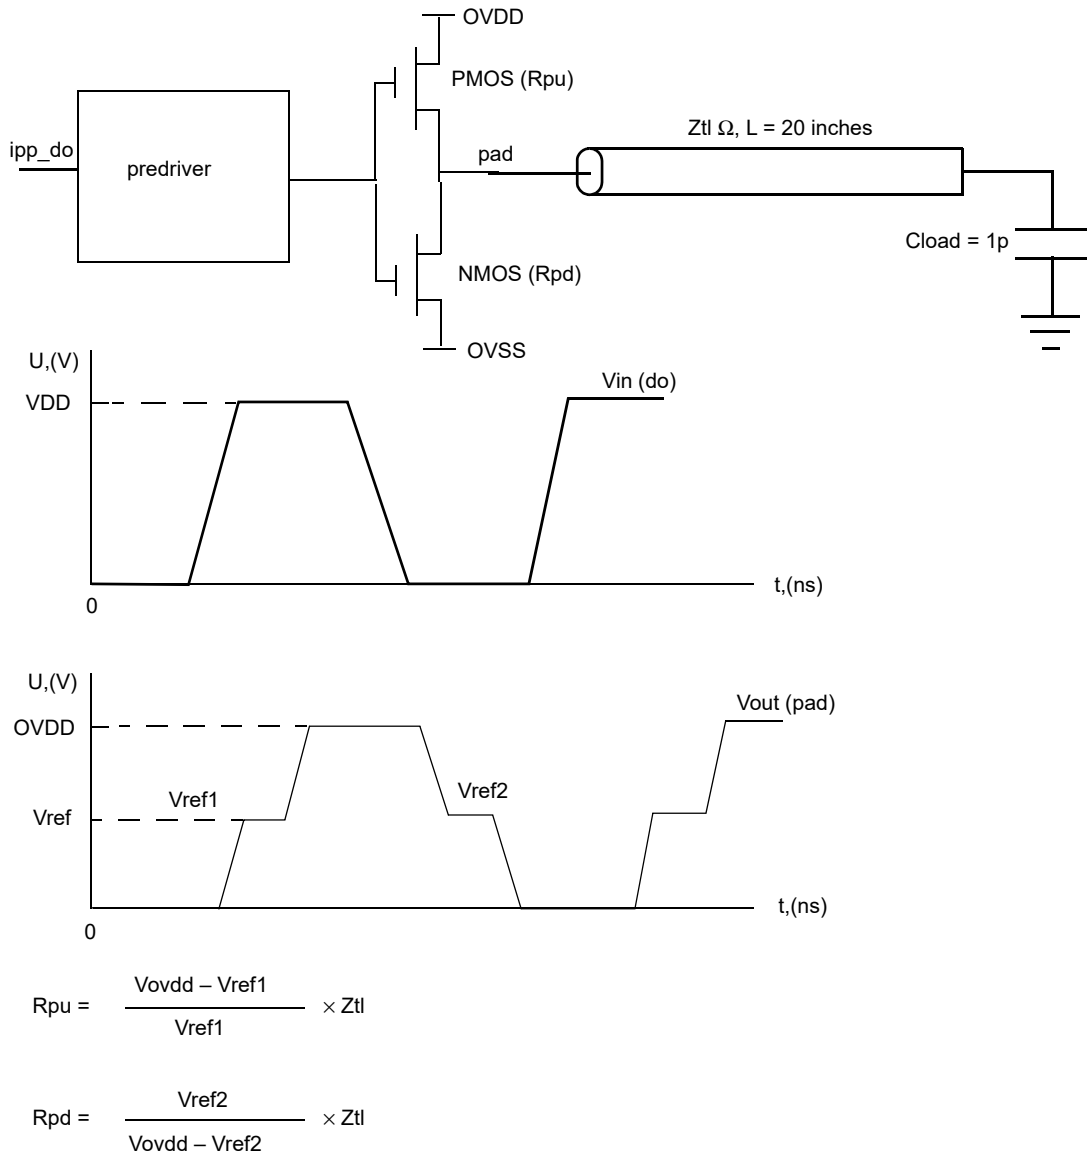 OVDD
PMOS (Rpu)
Ztl Ω, L = 20 inches
ipp_do
predriver
pad
Cload = 1p
NMOS (Rpd)
OVSS
U,(V)
Vin (do)
VDD
t,(ns)
0
U,(V)
Vout (pad)
OVDD
Vref1
Vref2
Vref
t,(ns)
0
Vovdd – Vref1
Rpu = × Ztl
Vref1
Vref2
Rpd = × Ztl
Vovdd – Vref2